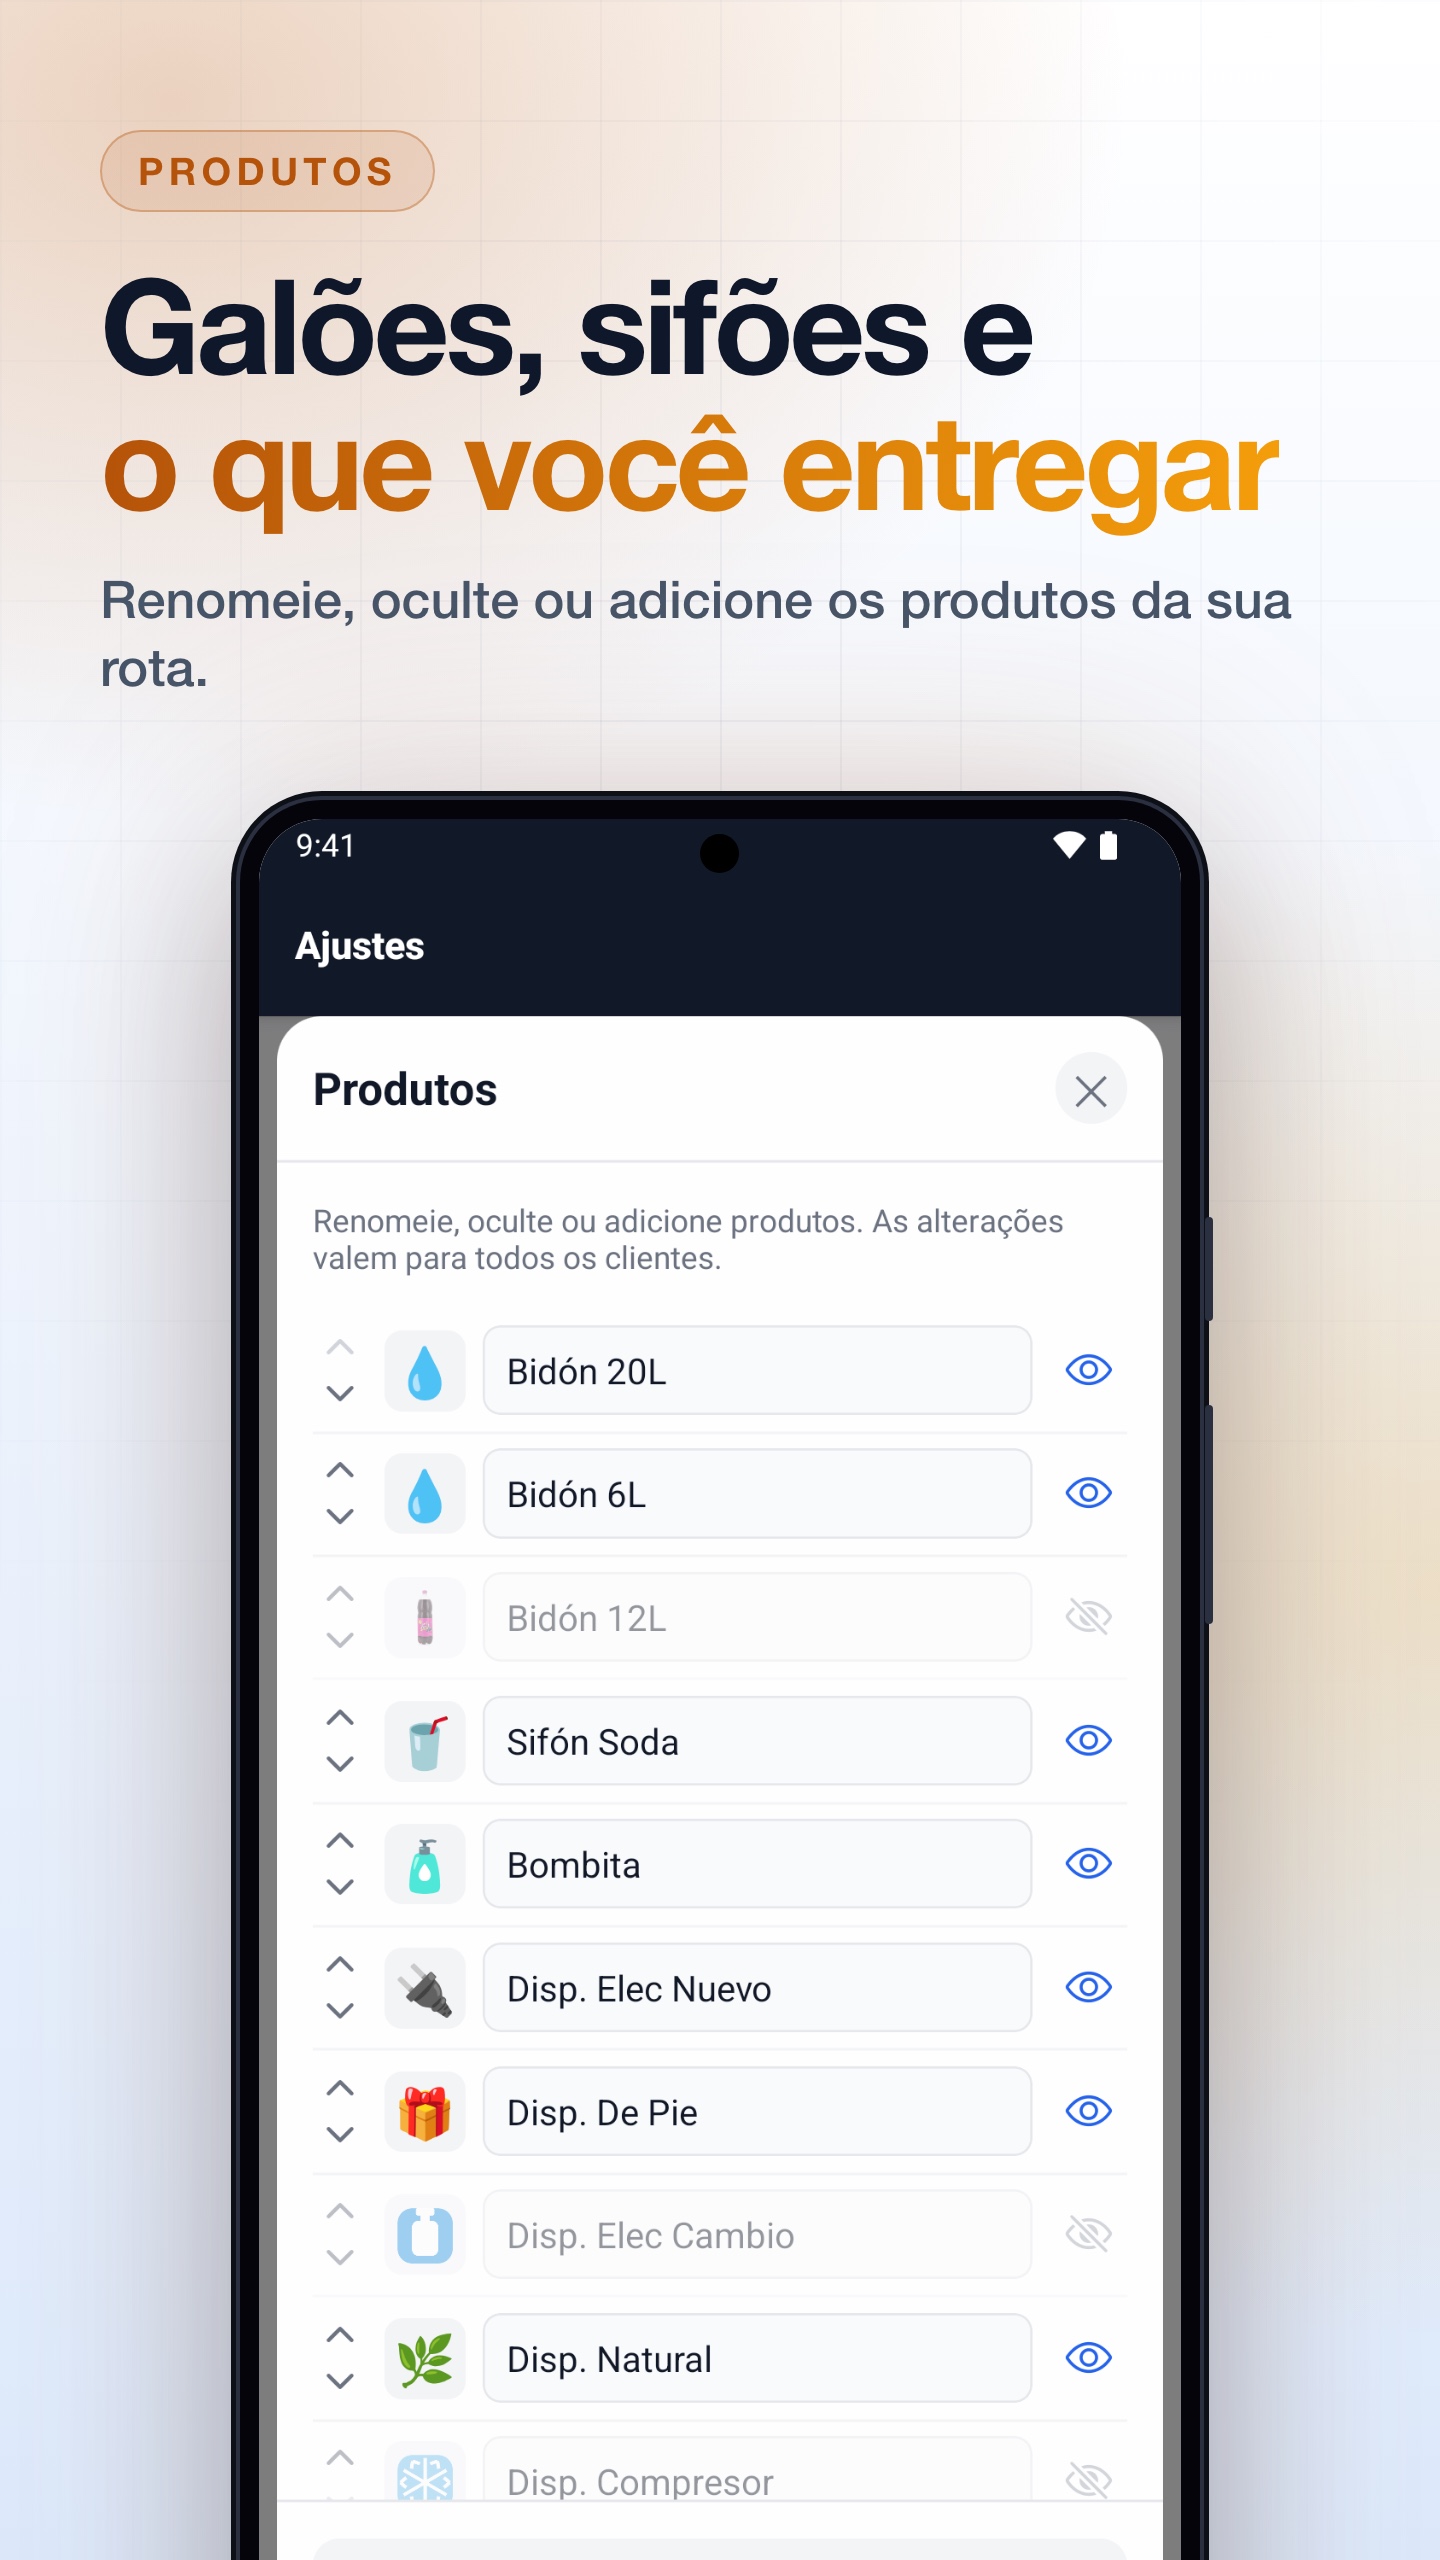 PRODUTOS
Galões, sifões e
o que você entregar
Renomeie, oculte ou adicione os produtos da sua
rota.
9:41
Ajustes
Produtos
Renomeie, oculte ou adicione produtos. As alterações
valem para todos os clientes.
Bidón 20L
Bidón 6L
Bidón 12L
Sifón Soda
Bombita
Disp. Elec Nuevo
Disp. De Pie
Disp. Elec Cambio
Disp. Natural
Disp. Compresor